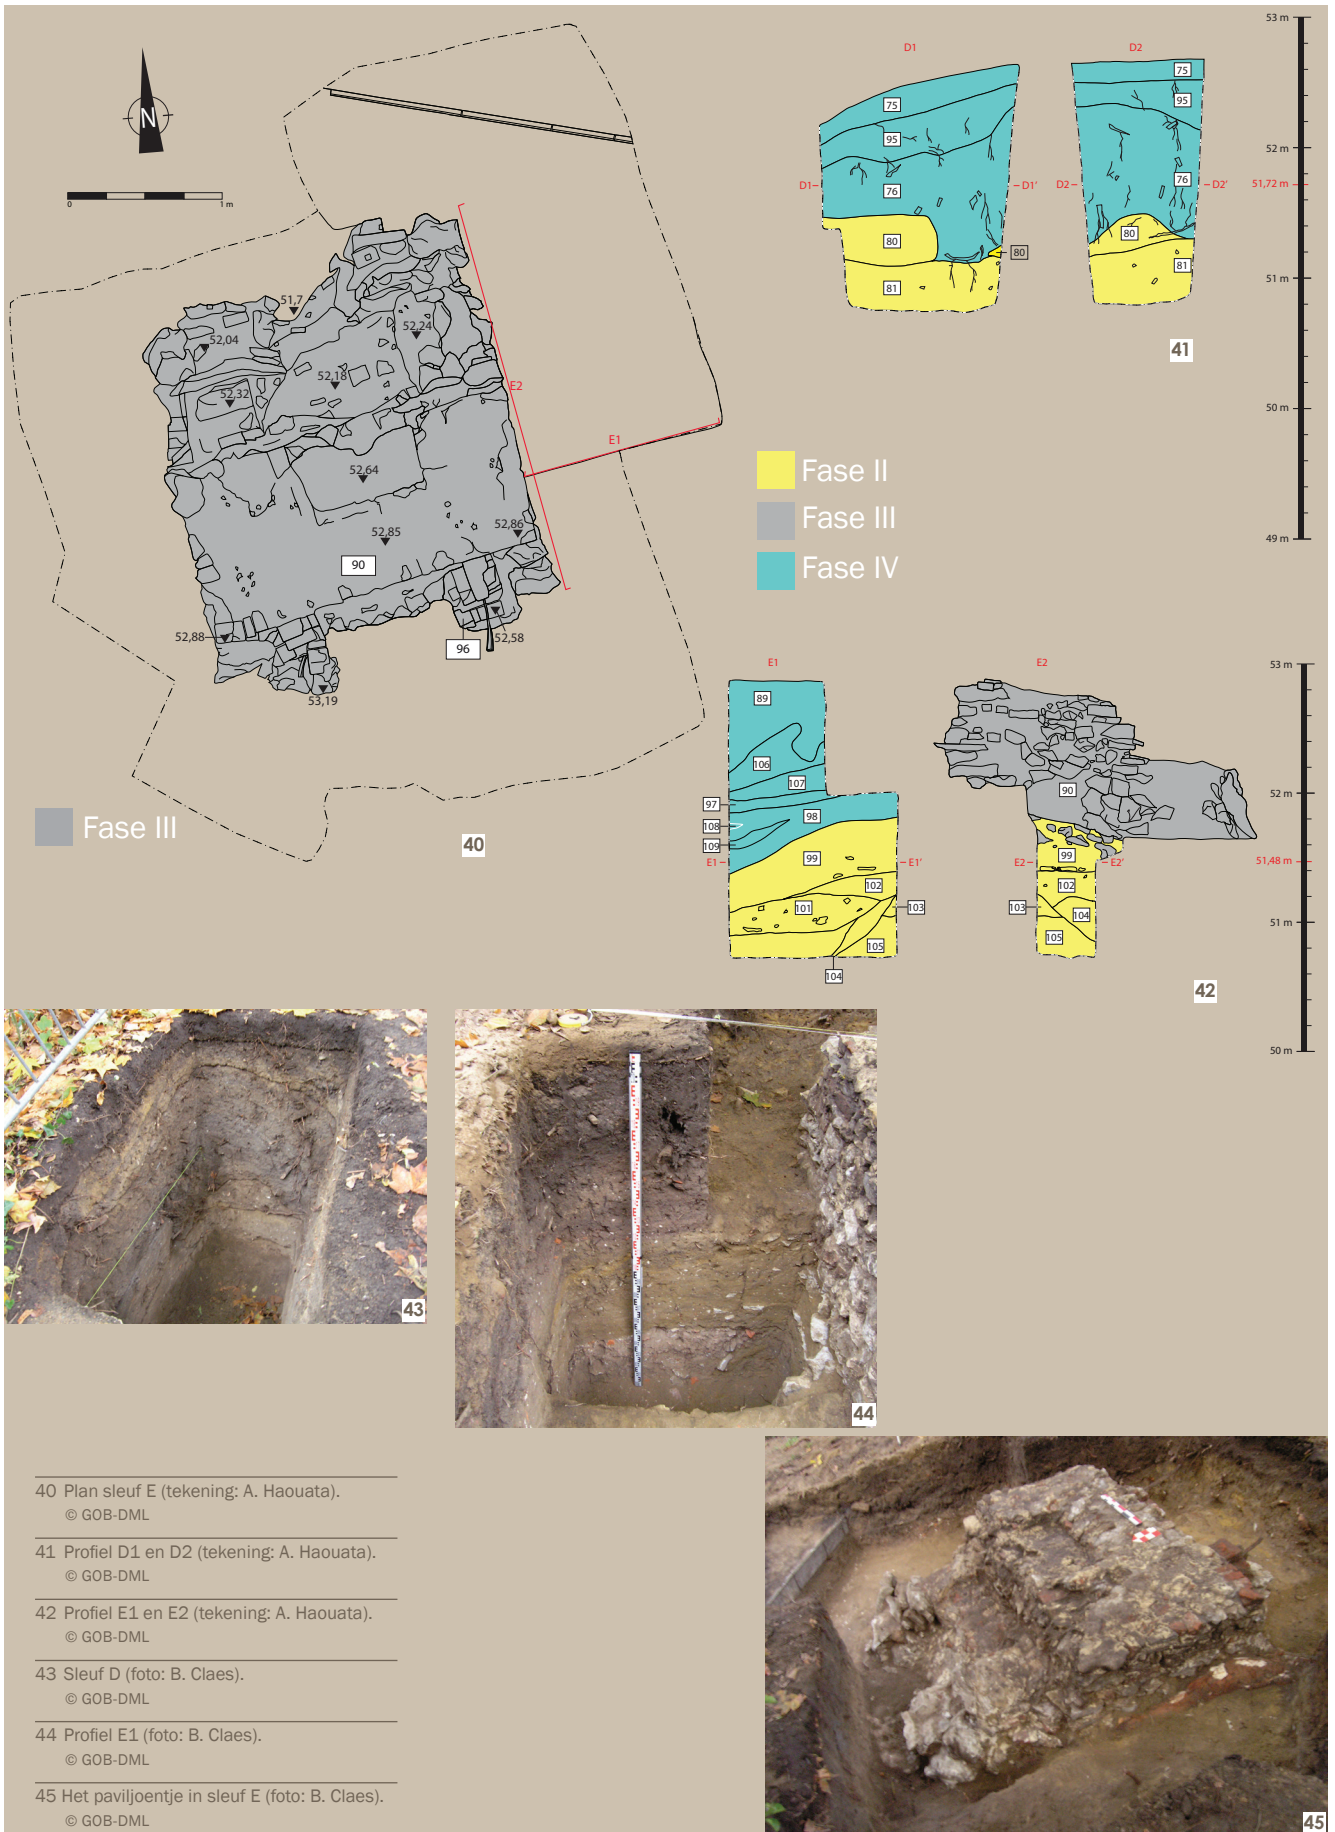 N
0 1 m
51,7
52,04
52,24
52,18
52,32
E2
E1
52,64
52,86
52,85
90
52,88
96
52,58
53,19
Fase III
40
D1
D2
53 m
75
75
95
95
52 m
76
76
D1
D1'
D2
D2'
51,72 m
80
80
80
81
81
51 m
41
50 m
49 m
Fase II
Fase III
Fase IV
E1
E2
53 m
89
106
107
90
52 m
97
98
108
109
99
99
E1
E1'
E2
E2'
51,48 m
102
102
101
103
103
104
105
105
51 m
104
42
50 m
43
44
40 Plan sleuf E (tekening: A. Haouata).
© GOB-DML
41 Profiel D1 en D2 (tekening: A. Haouata).
© GOB-DML
42 Profiel E1 en E2 (tekening: A. Haouata).
© GOB-DML
43 Sleuf D (foto: B. Claes).
© GOB-DML
44 Profiel E1 (foto: B. Claes).
© GOB-DML
45 Het paviljoentje in sleuf E (foto: B. Claes).
© GOB-DML
45